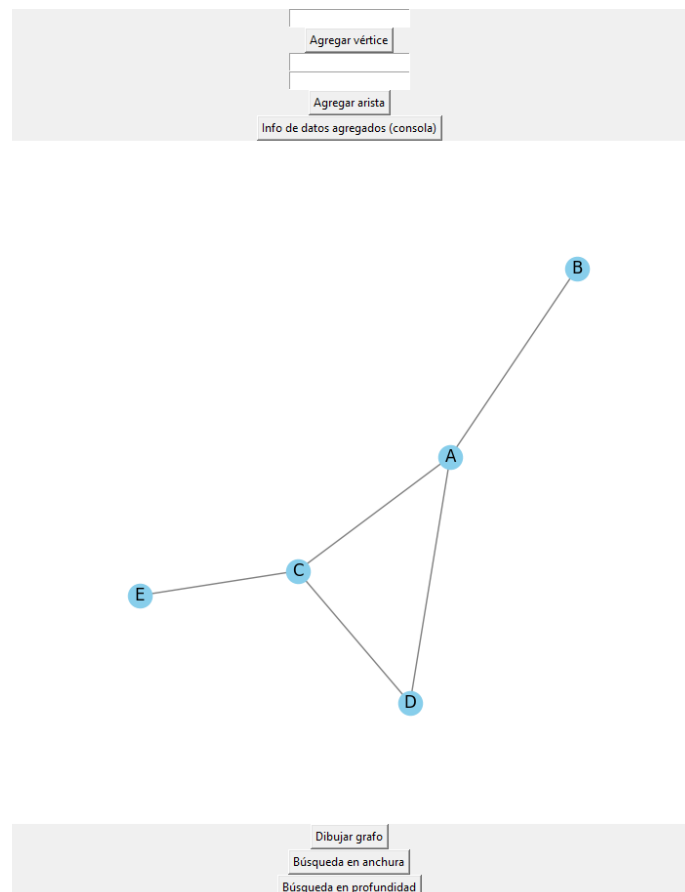 Agregar vértice
Agregar arista
Info de datos agregados (consola)
B
A
C
E
D
Dibujar grafo
Búsqueda en anchura
Búsqueda en profundidad